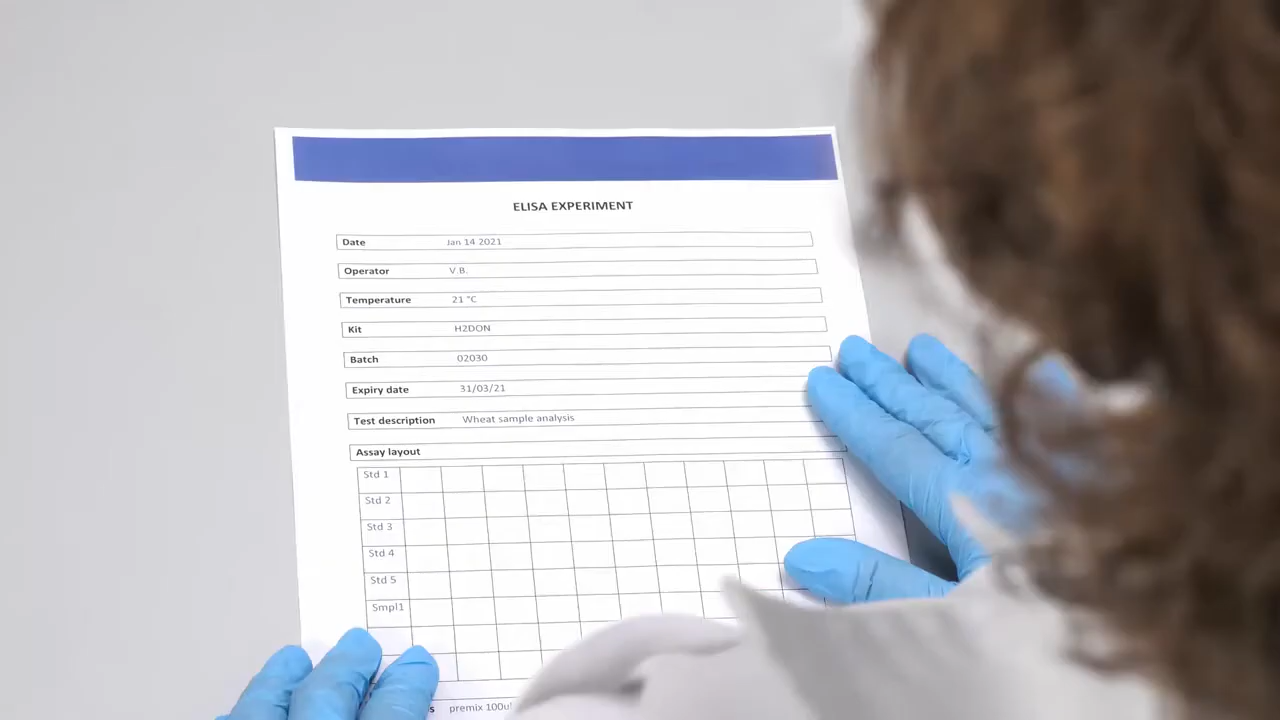 ELISA EXPERIMENT
Date Jan 14 2021
Operator V.B.
Temperature 21 °C
Kit H2DON
Batch 02030
Expiry date 31/03/21
Test description Wheat sample analysis
Assay layout
Std 1
Std 2
Std 3
Std 4
Std 5
Smpl1
premix 100ul